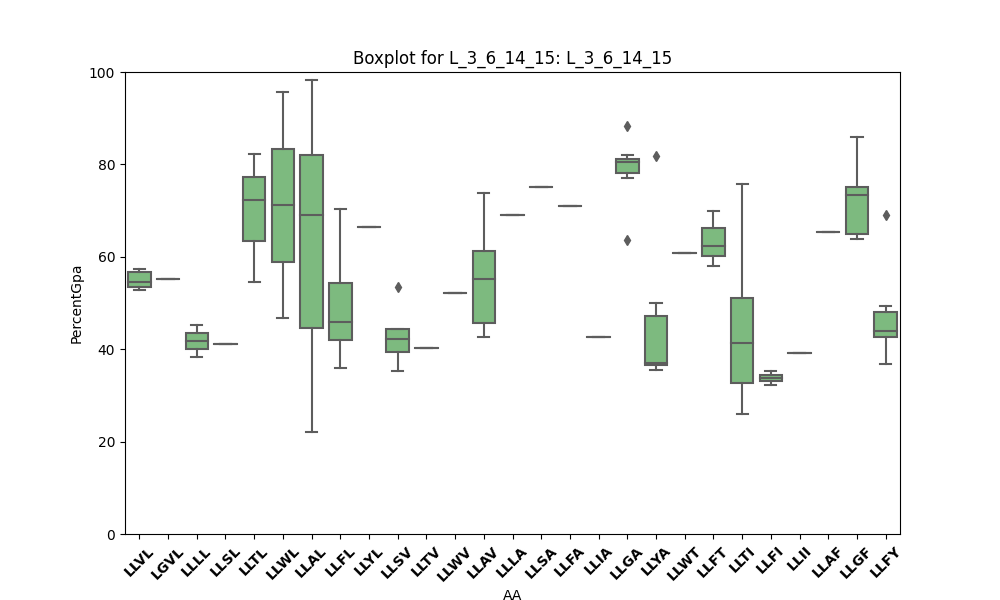 Boxplot for L_3_6_14_15: L_3_6_14_15
100
80
60
40
20
0
PercentGpa
LLVL LGVL LLLL LLSL LLTL LLWL LLAL LLFL LLYL LLSV LLTV LLWV LLAV LLLA LLSA LLFA LLIA LLGA LLYA LLWT LLFT LLTI LLFI LLII LLAF LLGF LLFY
AA